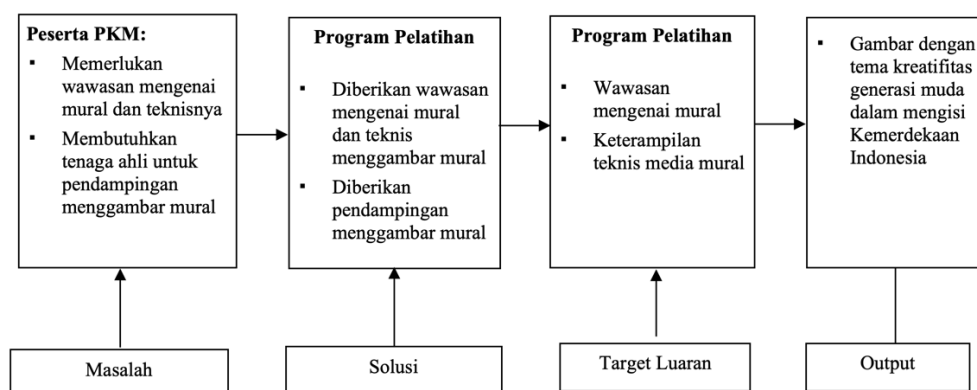 Peserta PKM:
▪ Memerlukan
wawasan mengenai
mural dan teknisnya
▪ Membutuhkan
tenaga ahli untuk
pendampingan
menggambar mural
Program Pelatihan
▪ Diberikan wawasan
mengenai mural
dan teknis
menggambar mural
▪ Diberikan
pendampingan
menggambar mural
Program Pelatihan
▪ Wawasan
mengenai mural
▪ Keterampilan
teknis media mural
▪ Gambar dengan
tema kreatifitas
generasi muda
dalam mengisi
Kemerdekaan
Indonesia
Masalah
Solusi
Target Luaran
Output